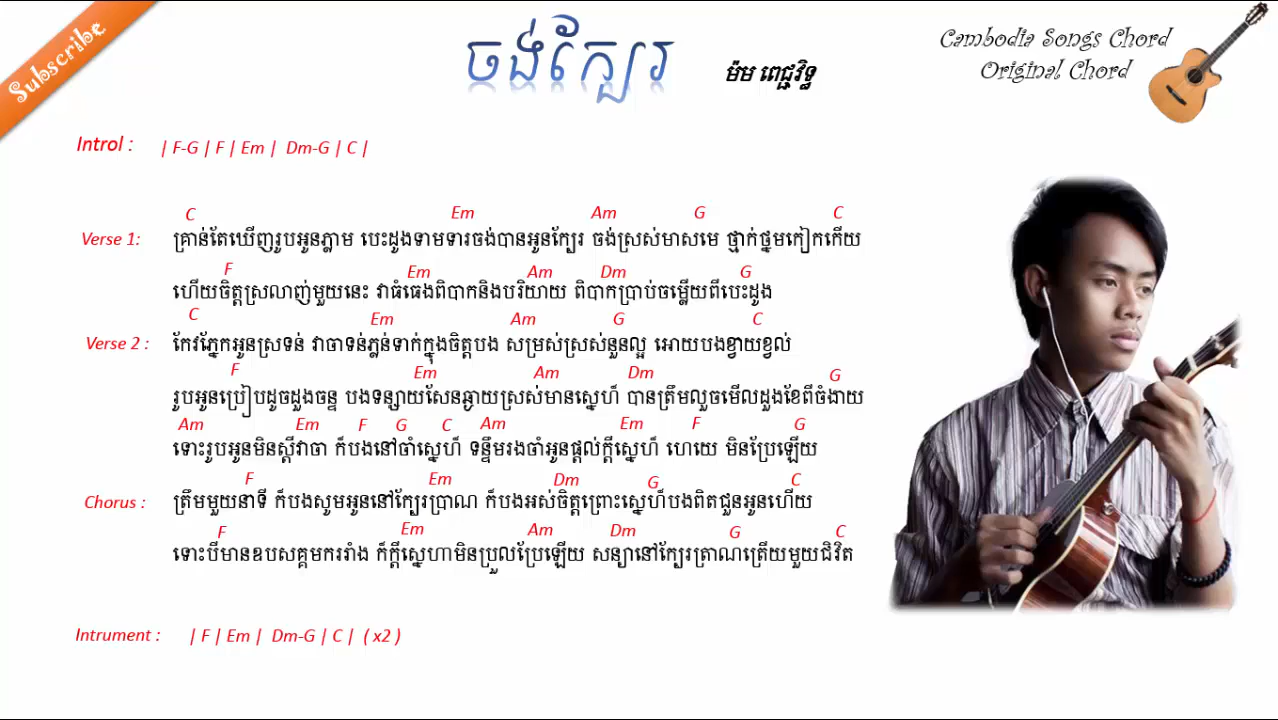 Subscribe
ចង់ក្បែរ
ម៉ម ពេជ្ជរិទ្ធ
Cambodia Songs Chord
Original Chord
Introl : | F-G | F | Em | Dm-G | C |
C Em Am G C
Verse 1: គ្រាន់តែឃើញរូបអូនភ្លាម បេះដូងទាមទារចង់បានអូនក្បែរ ចង់ស្រស់មាសមេ ថ្នាក់ថ្នមកៀកកើយ
F Em Am Dm G
ហើយចិត្តស្រលាញ់មួយនេះ វាធំធេងពិបាកនិងបរិយាយ ពិបាកប្រាប់ចម្លើយពីបេះដូង
C Em Am G C
Verse 2 : កែវភ្នែកអូនស្រទន់ វាចាទន់ភ្លន់ទាក់ក្នុងចិត្តបង សម្រស់ស្រស់នួនល្អ អោយបងខ្វាយខ្វល់
F Em Am Dm G
រូបអូនប្រៀបដូចដួងចន្ទ បងទន្សាយសែនឆ្ងាយស្រស់មានស្នេហ៍ បានត្រឹមលួចមើលដួងខែពីចំងាយ
Am Em F G C Am Em F G
ទោះរូបអូនមិនស្តីវាចា ក៏បងនៅចាំស្នេហ៍ ទន្ទឹមរងចាំអូនផ្តល់ក្តីស្នេហ៍ ហេយេ មិនប្រែឡើយ
F Em Dm G C
Chorus : ត្រឹមមួយនាទី ក៏បងសូមអូននៅក្បែរប្រាណ ក៏បងអស់ចិត្តព្រោះស្នេហ៍បងពិតជួនអូនហើយ
F Em Am Dm G C
ទោះបីមានឧបសគ្គមករារាំង ក៏ក្តីស្នេហាមិនប្រួលប្រែឡើយ សន្យានៅក្បែរត្រាណត្រើយមួយជិវិត
Intrument : | F | Em | Dm-G | C | ( x2 )